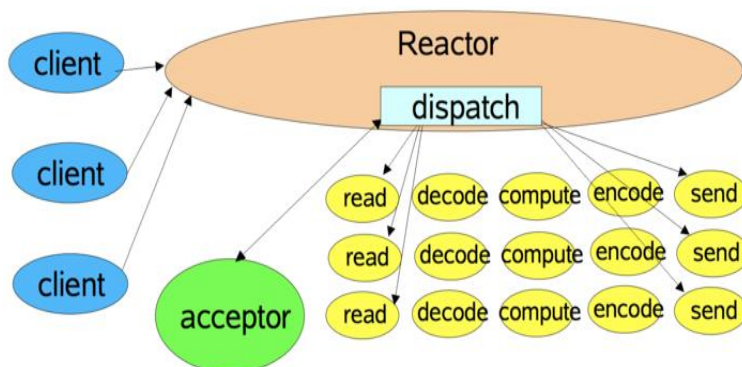 Reactor
client
dispatch
client
read decode compute encode send
client
read decode compute encode send
acceptor
read decode compute encode send